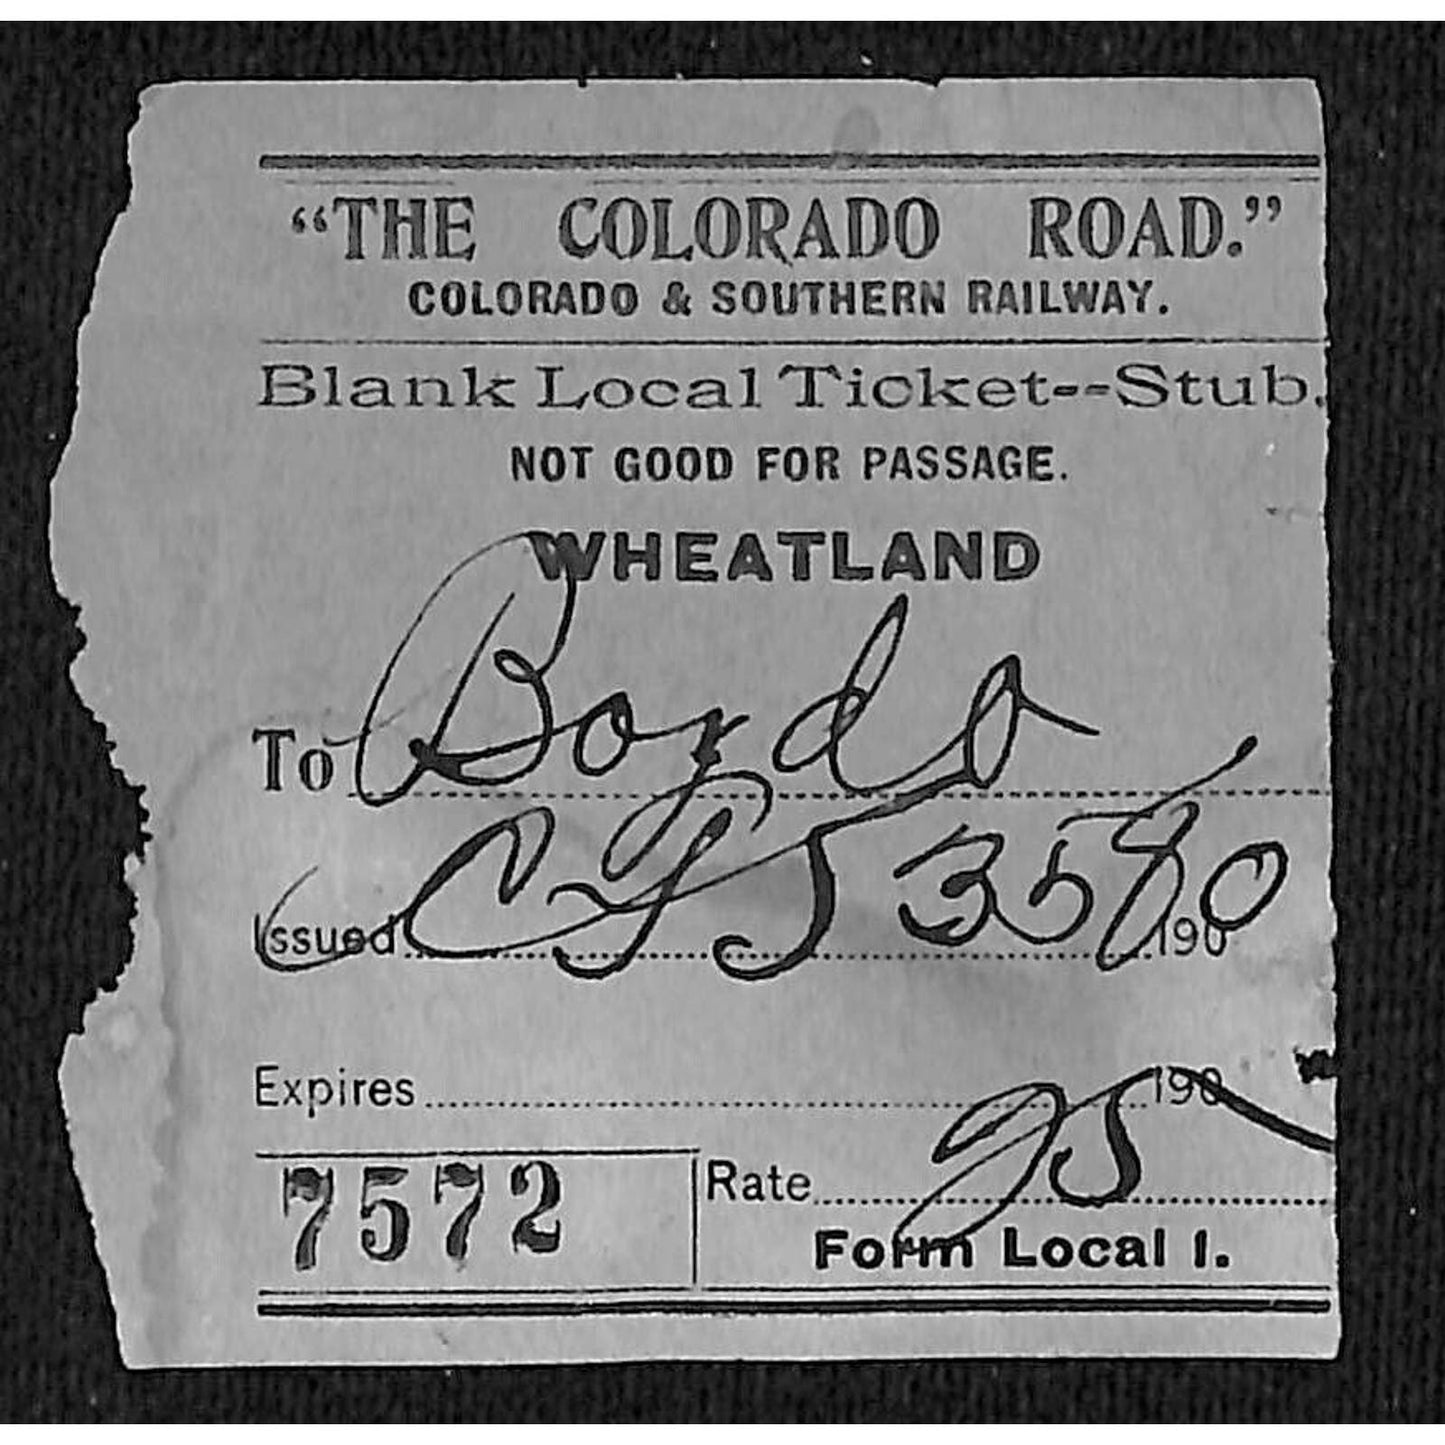 “THE COLORADO ROAD.”
COLORADO & SOUTHERN RAILWAY.
Blank Local Ticket--Stub.
NOT GOOD FOR PASSAGE.
WHEATLAND
To
Issued 190
Expires 190
7572
Rate 95
Form Local 1.